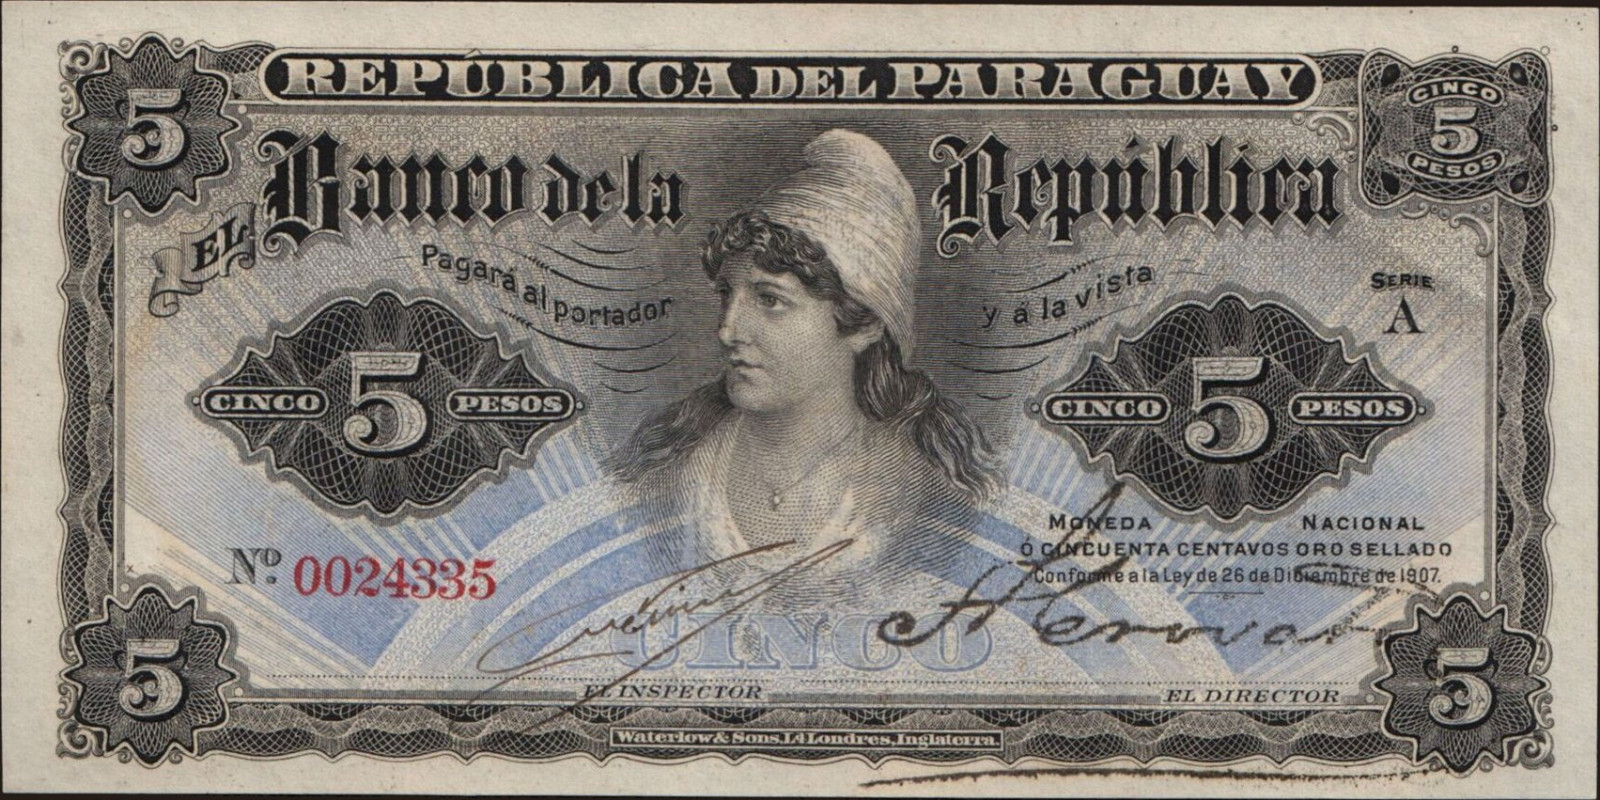 REPÚBLICA DEL PARAGUAY
5
CINCO
5
PESOS
EL Banco de la República
Pagará al portador y á la vista
SERIE
A
CINCO 5 PESOS
CINCO 5 PESOS
MONEDA NACIONAL
Ó CINCUENTA CENTAVOS ORO SELLADO
Conforme a la Ley de 26 de Diciembre de 1907.
Nº. 0024335
CINCO
EL INSPECTOR
EL DIRECTOR
5
5
Waterlow & Sons, Ld. Londres, Inglaterra.